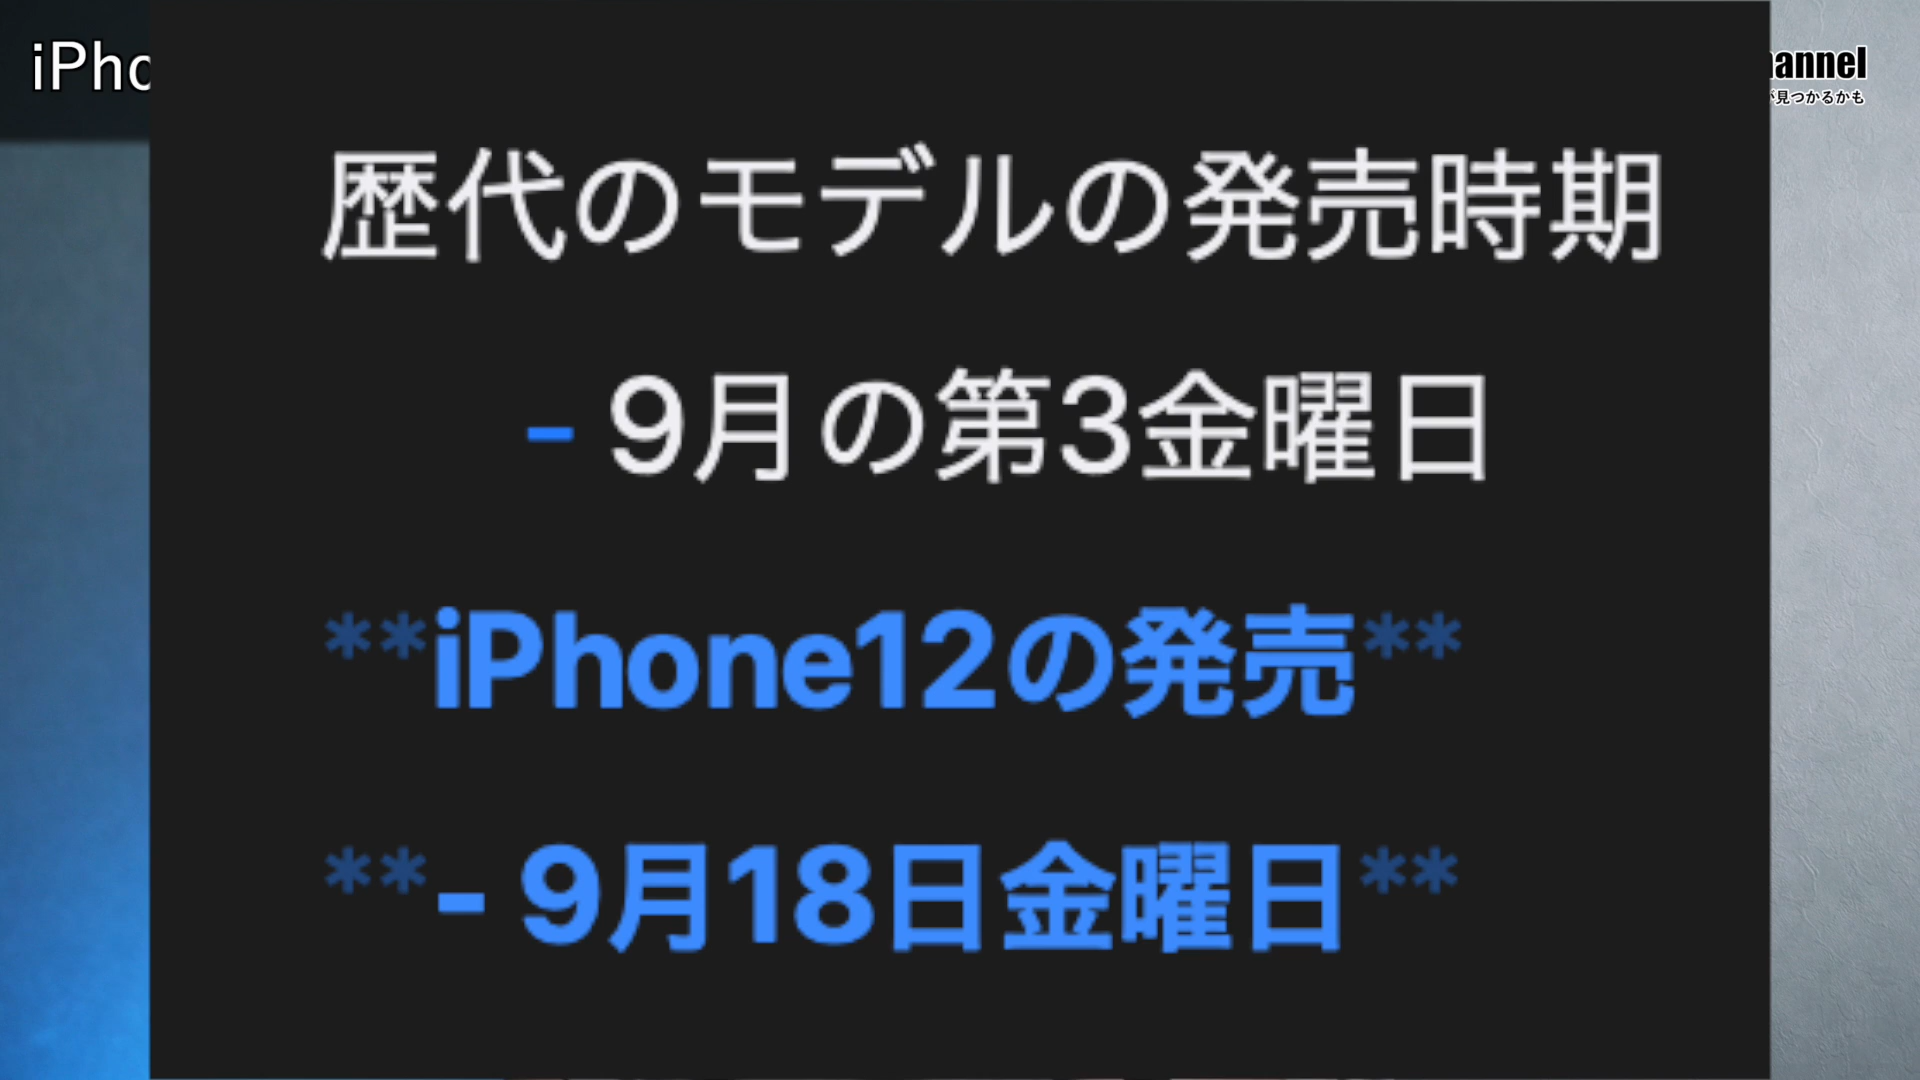 iPho
annel
が見つかるかも
歴代のモデルの発売時期
- 9月の第3金曜日
**iPhone12の発売**
**- 9月18日金曜日**